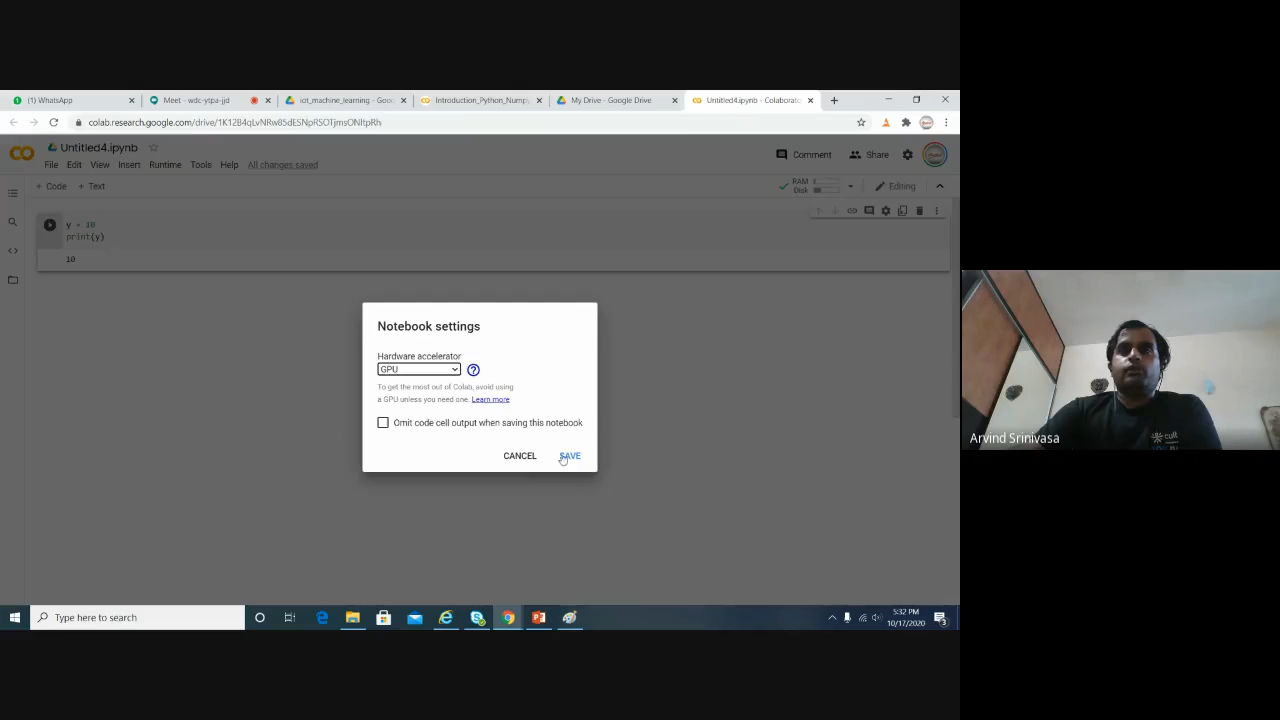 (1) WhatsApp
Meet - wdc-ytpa-jjd
iot_machine_learning - Goo
Introduction_Python_Nump
My Drive - Google Drive
Untitled4.ipynb - Colaborato
colab.research.google.com/drive/1K12B4qLvNRw85dESNpRSOTjmsONltpRh
Untitled4.ipynb
Comment
Share
File Edit View Insert Runtime Tools Help All changes saved
+ Code + Text
RAM
Disk
Editing
y = 10
print(y)
10
Notebook settings
Hardware accelerator
GPU
To get the most out of Colab, avoid using
a GPU unless you need one. Learn more
Omit code cell output when saving this notebook
CANCEL SAVE
Arvind Srinivasa
cult
Type here to search
5:32 PM
10/17/2020
3